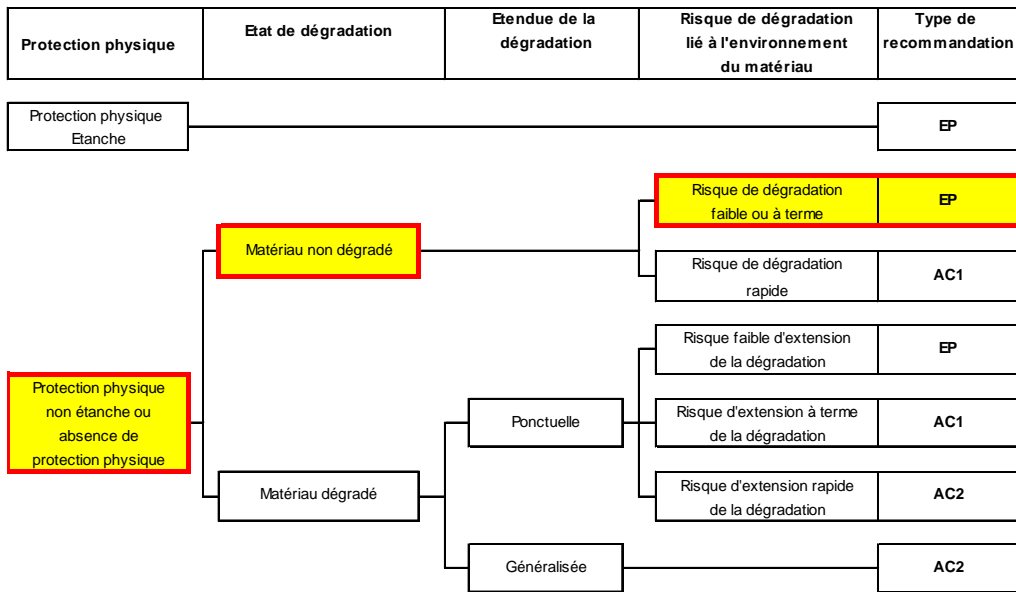 Protection physique
Etat de dégradation
Etendue de la
dégradation
Risque de dégradation
lié à l'environnement
du matériau
Type de
recommandation
Protection physique
Etanche
EP
Risque de dégradation
faible ou à terme
EP
Matériau non dégradé
Risque de dégradation
rapide
AC1
Risque faible d'extension
de la dégradation
EP
Protection physique
non étanche ou
absence de
protection physique
Ponctuelle
Risque d'extension à terme
de la dégradation
AC1
Matériau dégradé
Risque d'extension rapide
de la dégradation
AC2
Généralisée
AC2